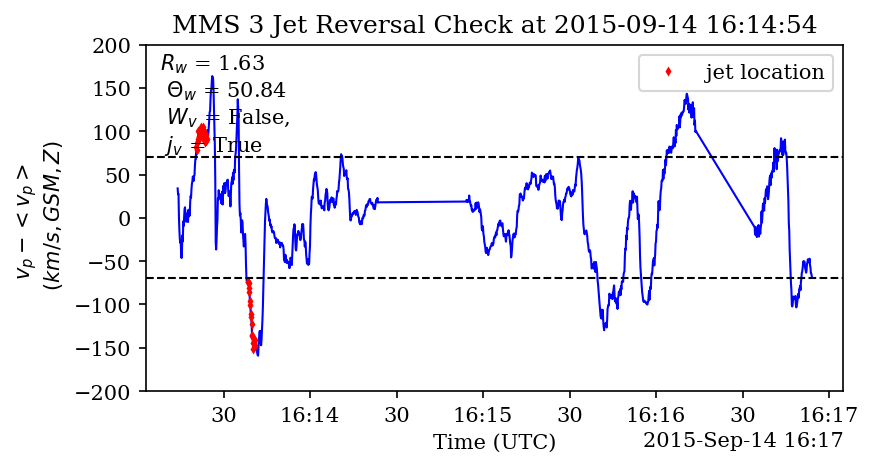 MMS 3 Jet Reversal Check at 2015-09-14 16:14:54
R_w = 1.63
Θ_w = 50.84
W_v = False,
j_v = True
jet location
200
150
100
50
0
−50
−100
−150
−200
v_p − <v_p>
(km/s, GSM, Z)
30 16:14 30 16:15 30 16:16 30 16:17
Time (UTC)
2015-Sep-14 16:17